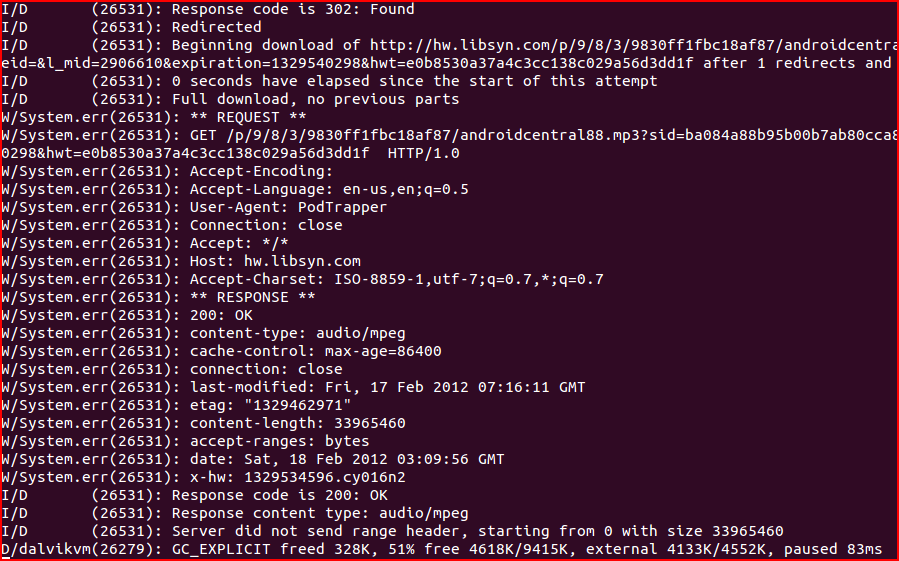 I/D       (26531): Response code is 302: Found
I/D       (26531): Redirected
I/D       (26531): Beginning download of http://hw.libsyn.com/p/9/8/3/9830ff1fbc18af87/androidcentra
eid=&l_mid=2906610&expiration=1329540298&hwt=e0b8530a37a4c3cc138c029a56d3dd1f after 1 redirects and
I/D       (26531): 0 seconds have elapsed since the start of this attempt
I/D       (26531): Full download, no previous parts
W/System.err(26531): ** REQUEST **
W/System.err(26531): GET /p/9/8/3/9830ff1fbc18af87/androidcentral88.mp3?sid=ba084a88b95b00b7ab80cca8
0298&hwt=e0b8530a37a4c3cc138c029a56d3dd1f  HTTP/1.0
W/System.err(26531): Accept-Encoding:
W/System.err(26531): Accept-Language: en-us,en;q=0.5
W/System.err(26531): User-Agent: PodTrapper
W/System.err(26531): Connection: close
W/System.err(26531): Accept: */*
W/System.err(26531): Host: hw.libsyn.com
W/System.err(26531): Accept-Charset: ISO-8859-1,utf-7;q=0.7,*;q=0.7
W/System.err(26531): ** RESPONSE **
W/System.err(26531): 200: OK
W/System.err(26531): content-type: audio/mpeg
W/System.err(26531): cache-control: max-age=86400
W/System.err(26531): connection: close
W/System.err(26531): last-modified: Fri, 17 Feb 2012 07:16:11 GMT
W/System.err(26531): etag: "1329462971"
W/System.err(26531): content-length: 33965460
W/System.err(26531): accept-ranges: bytes
W/System.err(26531): date: Sat, 18 Feb 2012 03:09:56 GMT
W/System.err(26531): x-hw: 1329534596.cy016n2
I/D       (26531): Response code is 200: OK
I/D       (26531): Response content type: audio/mpeg
I/D       (26531): Server did not send range header, starting from 0 with size 33965460
D/dalvikvm(26279): GC_EXPLICIT freed 328K, 51% free 4618K/9415K, external 4133K/4552K, paused 83ms